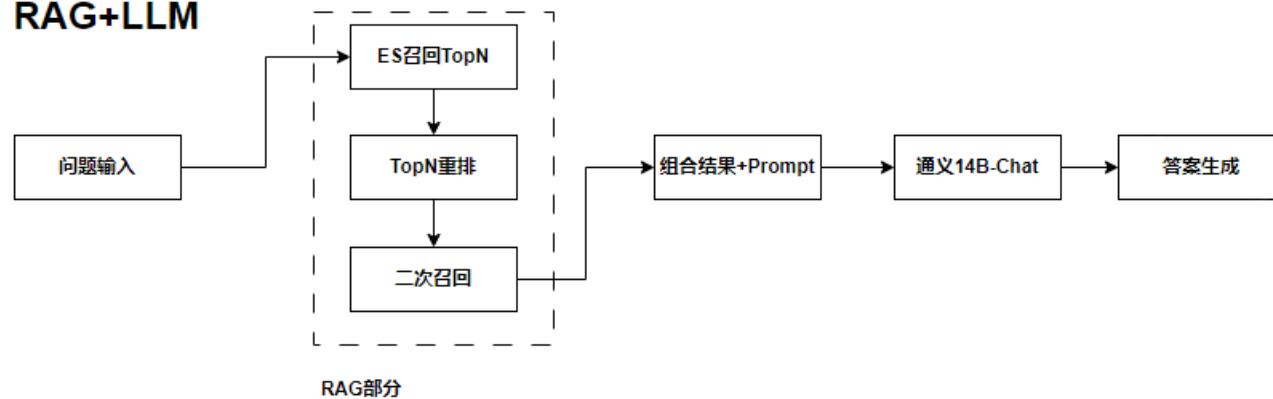 RAG+LLM
ES召回TopN
问题输入
TopN重排
组合结果+Prompt
通义14B-Chat
答案生成
二次召回
RAG部分